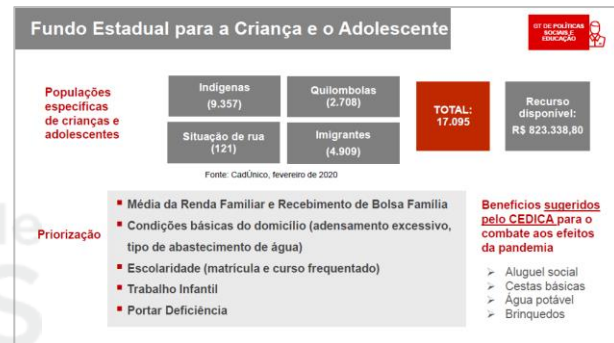 Fundo Estadual para a Criança e o Adolescente
GT DE POLÍTICAS
SOCIAIS E
EDUCAÇÃO
Populações
especificas
de crianças e
adolescentes
Indígenas
(9.357)
Quilombolas
(2.708)
Situação de rua
(121)
Imigrantes
(4.909)
TOTAL:
17.095
Recurso
disponível:
R$ 823.338,80
Fonte: CadÚnico, fevereiro de 2020
Priorização
▪ Média da Renda Familiar e Recebimento de Bolsa Família
▪ Condições básicas do domicílio (adensamento excessivo,
tipo de abastecimento de água)
▪ Escolaridade (matrícula e curso frequentado)
▪ Trabalho Infantil
▪ Portar Deficiência
Beneficios sugeridos
pelo CEDICA para o
combate aos efeitos
da pandemia
➢ Aluguel social
➢ Cestas básicas
➢ Água potável
➢ Brinquedos